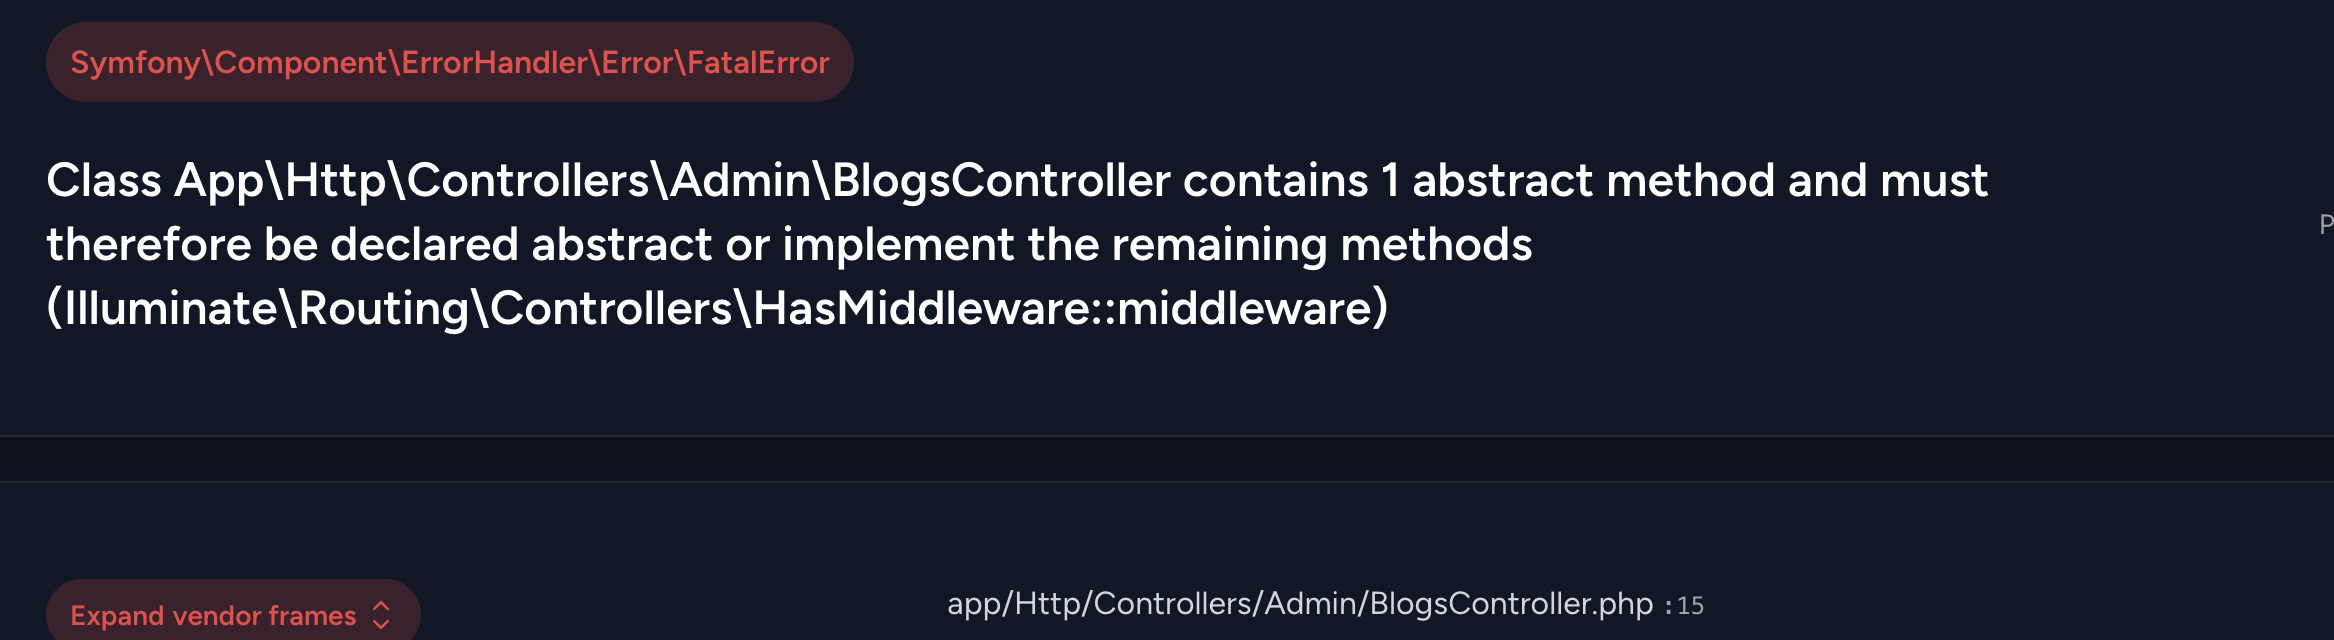 Symfony\Component\ErrorHandler\Error\FatalError
Class App\Http\Controllers\Admin\BlogsController contains 1 abstract method and must
therefore be declared abstract or implement the remaining methods
(Illuminate\Routing\Controllers\HasMiddleware::middleware)
P
Expand vendor frames
app/Http/Controllers/Admin/BlogsController.php :15